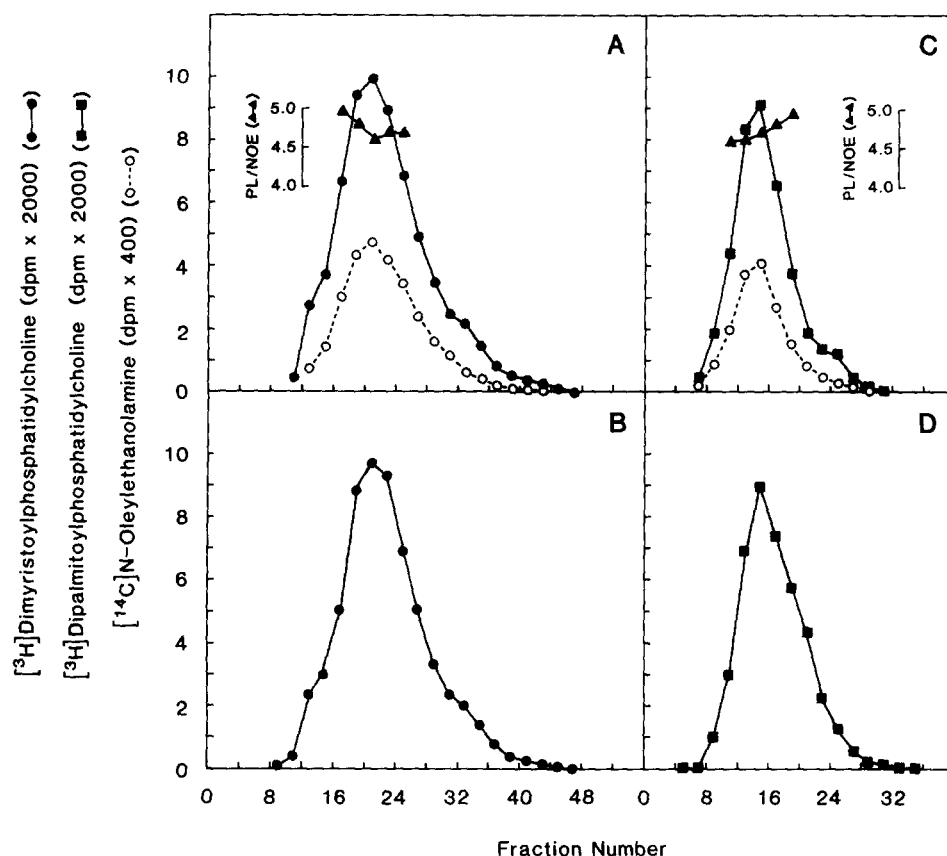 [³H]Dimyristoylphosphatidylcholine (dpm x 2000) (●—●)
[³H]Dipalmitoylphosphatidylcholine (dpm x 2000) (■—■)
[¹⁴C]N-Oleylethanolamine (dpm x 400) (o---o)
A
10
8
6
4
2
0
PL/NOE (▲-▲)
5.0
4.5
4.0
C
PL/NOE (▲-▲)
5.0
4.5
4.0
B
10
8
6
4
2
0
0 8 16 24 32 40 48
D
0 8 16 24 32
Fraction Number